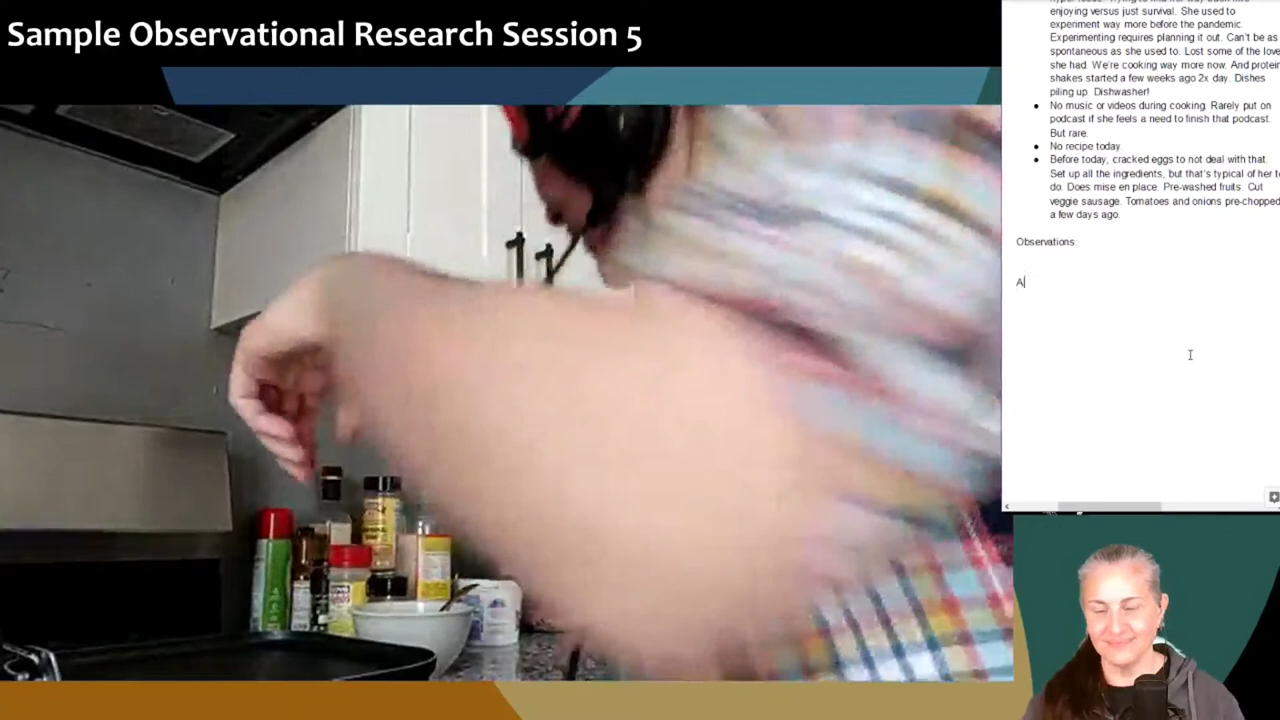 Sample Observational Research Session 5
enjoying versus just survival. She used to
experiment way more before the pandemic.
Experimenting requires planning it out. Can't be as
spontaneous as she used to. Lost some of the love
she had. We're cooking way more now. And protein
shakes started a few weeks ago 2x day. Dishes
piling up. Dishwasher!
No music or videos during cooking. Rarely put on
podcast if she feels a need to finish that podcast.
But rare.
No recipe today.
Before today, cracked eggs to not deal with that.
Set up all the ingredients, but that's typical of her to
do. Does mise en place. Pre-washed fruits. Cut
veggie sausage. Tomatoes and onions pre-chopped
a few days ago.
Observations:
A